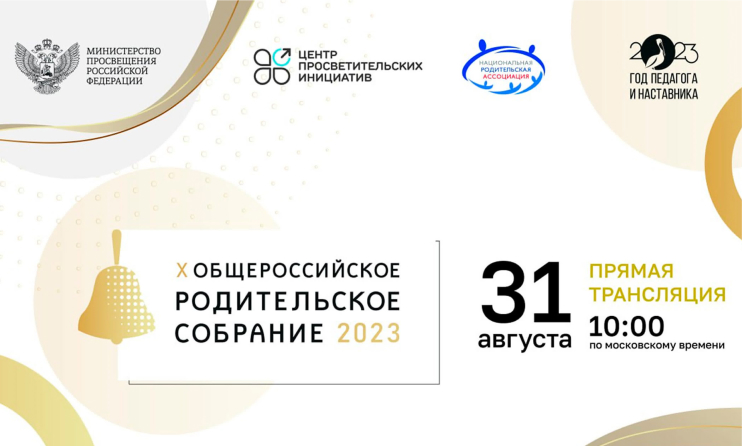 МИНИСТЕРСТВО
ПРОСВЕЩЕНИЯ
РОССИЙСКОЙ
ФЕДЕРАЦИИ
ЦЕНТР
ПРОСВЕТИТЕЛЬСКИХ
ИНИЦИАТИВ
НАЦИОНАЛЬНАЯ
РОДИТЕЛЬСКАЯ
АССОЦИАЦИЯ
2023
ГОД ПЕДАГОГА
И НАСТАВНИКА
X ОБЩЕРОССИЙСКОЕ
РОДИТЕЛЬСКОЕ
СОБРАНИЕ 2023
31
августа
ПРЯМАЯ
ТРАНСЛЯЦИЯ
10:00
по московскому времени